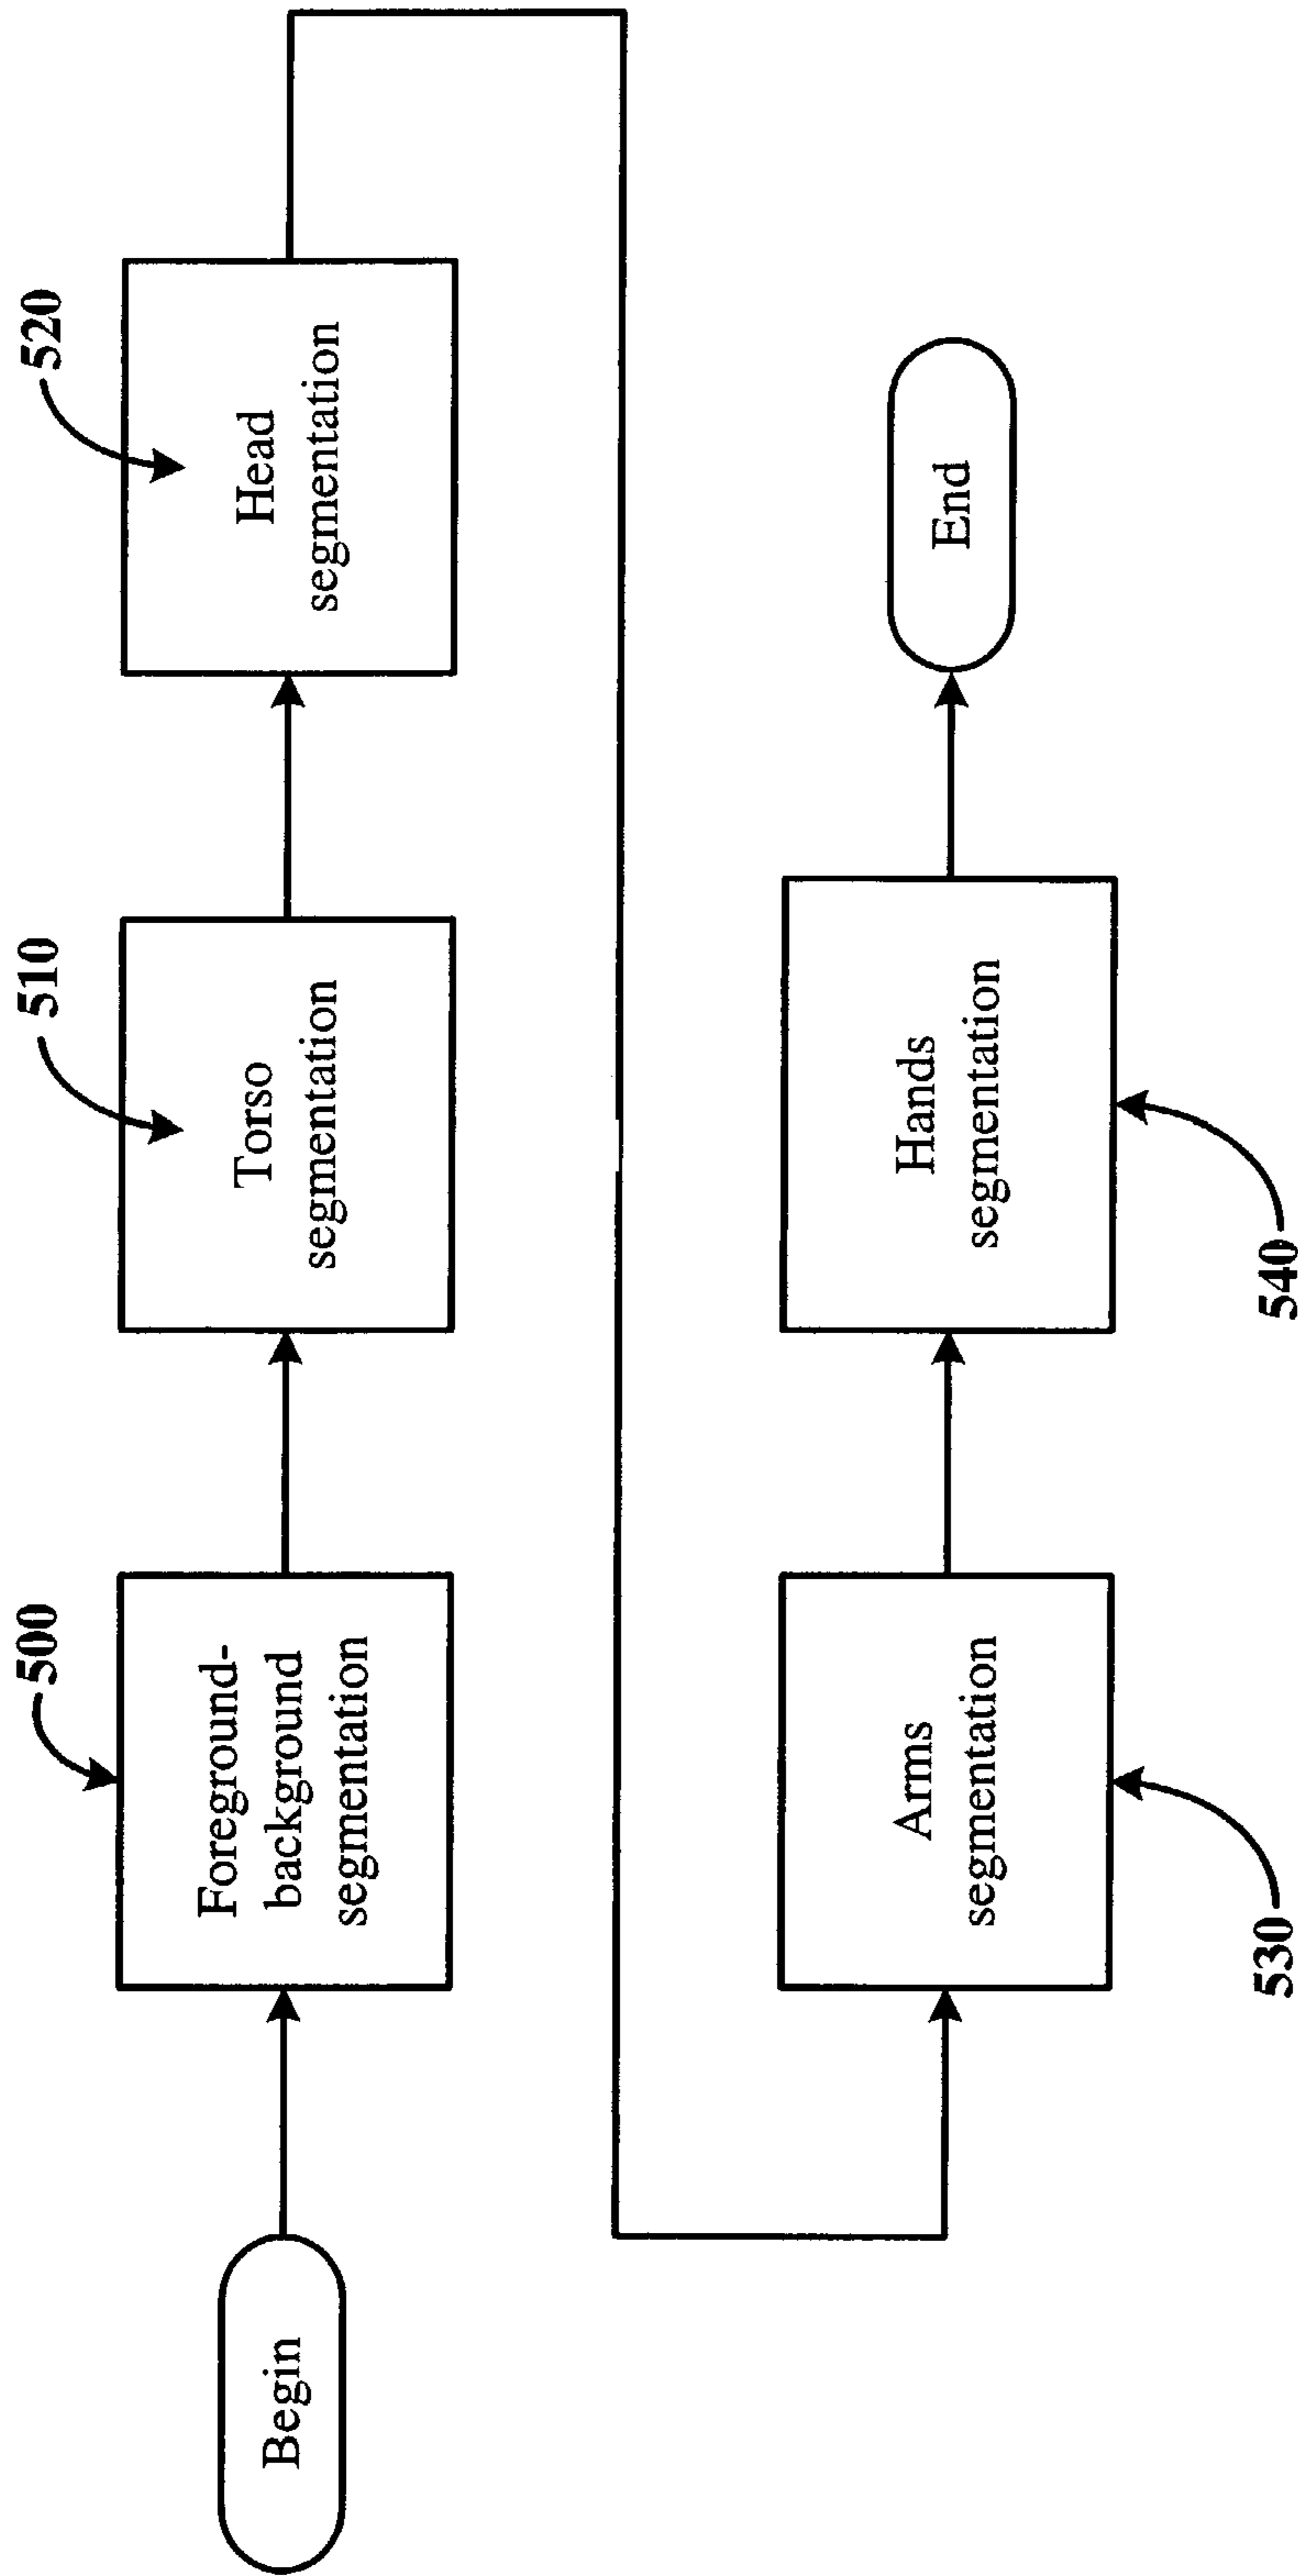 Begin
500
Foreground-
background
segmentation
510
Torso
segmentation
520
Head
segmentation
Arms
segmentation
530
Hands
segmentation
540
End